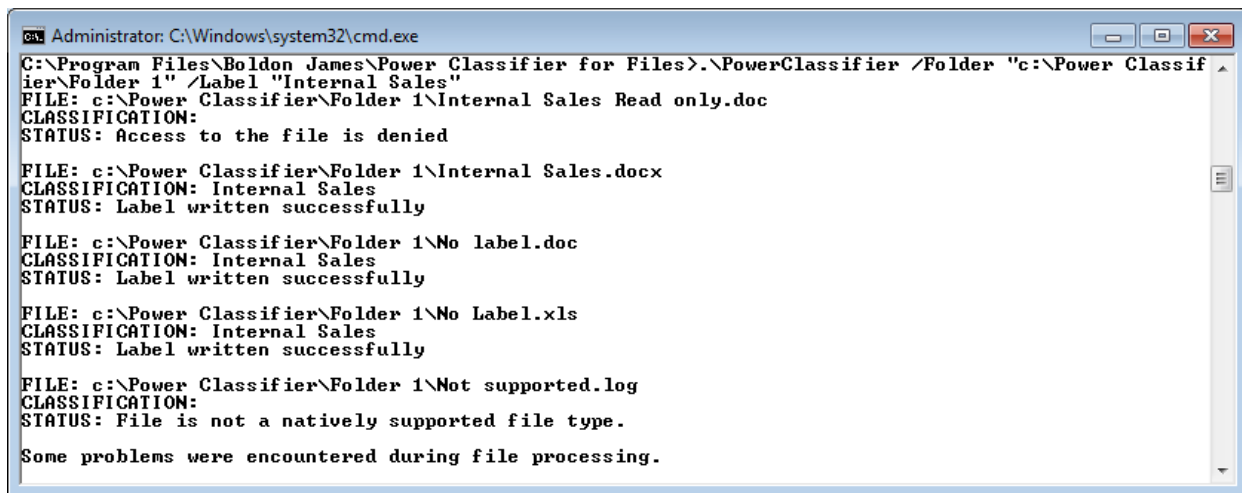 Administrator: C:\Windows\system32\cmd.exe
C:\Program Files\Boldon James\Power Classifier for Files>.\PowerClassifier /Folder "c:\Power Classif
ier\Folder 1" /Label "Internal Sales"
FILE: c:\Power Classifier\Folder 1\Internal Sales Read only.doc
CLASSIFICATION:
STATUS: Access to the file is denied
FILE: c:\Power Classifier\Folder 1\Internal Sales.docx
CLASSIFICATION: Internal Sales
STATUS: Label written successfully
FILE: c:\Power Classifier\Folder 1\No label.doc
CLASSIFICATION: Internal Sales
STATUS: Label written successfully
FILE: c:\Power Classifier\Folder 1\No Label.xls
CLASSIFICATION: Internal Sales
STATUS: Label written successfully
FILE: c:\Power Classifier\Folder 1\Not supported.log
CLASSIFICATION:
STATUS: File is not a natively supported file type.
Some problems were encountered during file processing.